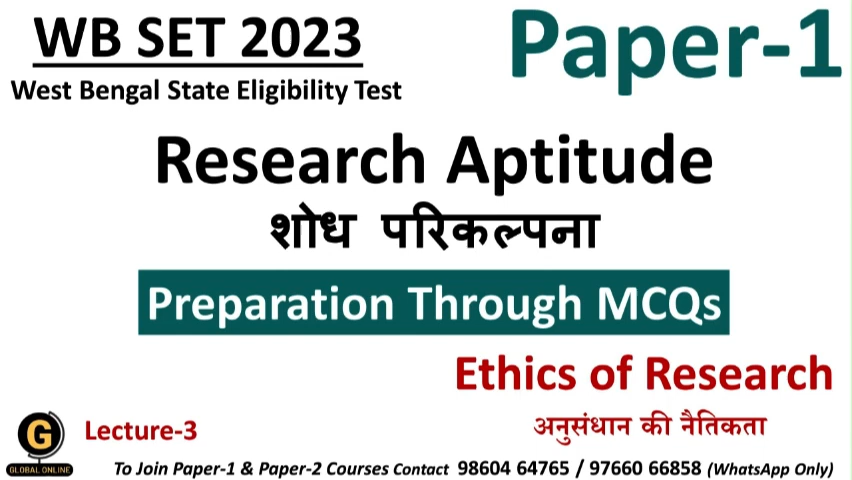 WB SET 2023
Paper-1
West Bengal State Eligibility Test
Research Aptitude
शोध परिकल्पना
Preparation Through MCQs
Ethics of Research
अनुसंधान की नैतिकता
Lecture-3
G
GLOBAL ONLINE
To Join Paper-1 & Paper-2 Courses Contact 98604 64765 / 97660 66858 (WhatsApp Only)